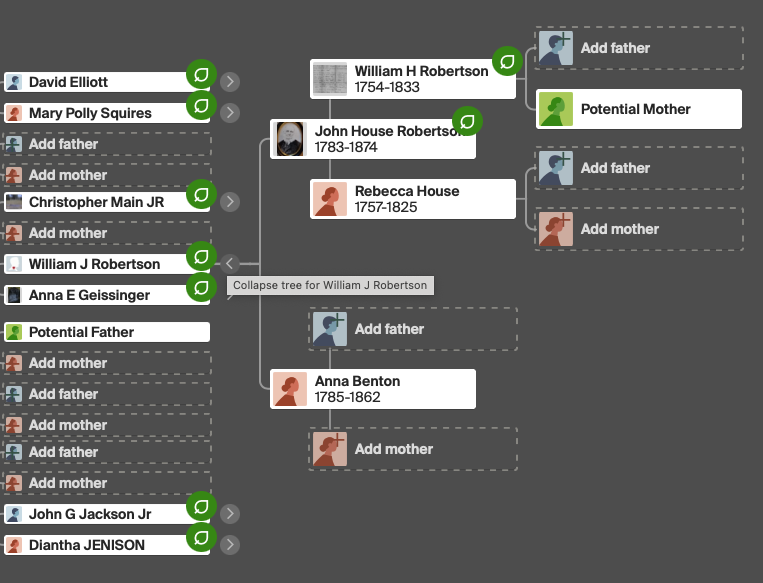 David Elliott
Mary Polly Squires
Add father
Add mother
Christopher Main JR
Add mother
William J Robertson
Anna E Geissinger
Potential Father
Add mother
Add father
Add mother
Add father
Add mother
John G Jackson Jr
Diantha JENISON
William H Robertson
1754-1833
John House Robertso
1783-1874
Rebecca House
1757-1825
Collapse tree for William J Robertson
Add father
Anna Benton
1785-1862
Add mother
Add father
Potential Mother
Add father
Add mother